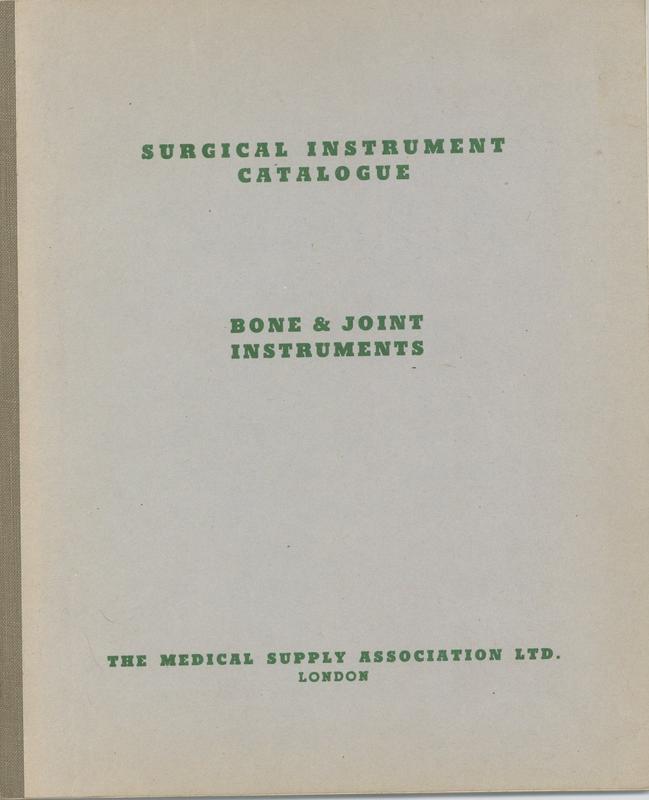 SURGICAL INSTRUMENT
CATALOGUE
BONE & JOINT
INSTRUMENTS
THE MEDICAL SUPPLY ASSOCIATION LTD.
LONDON